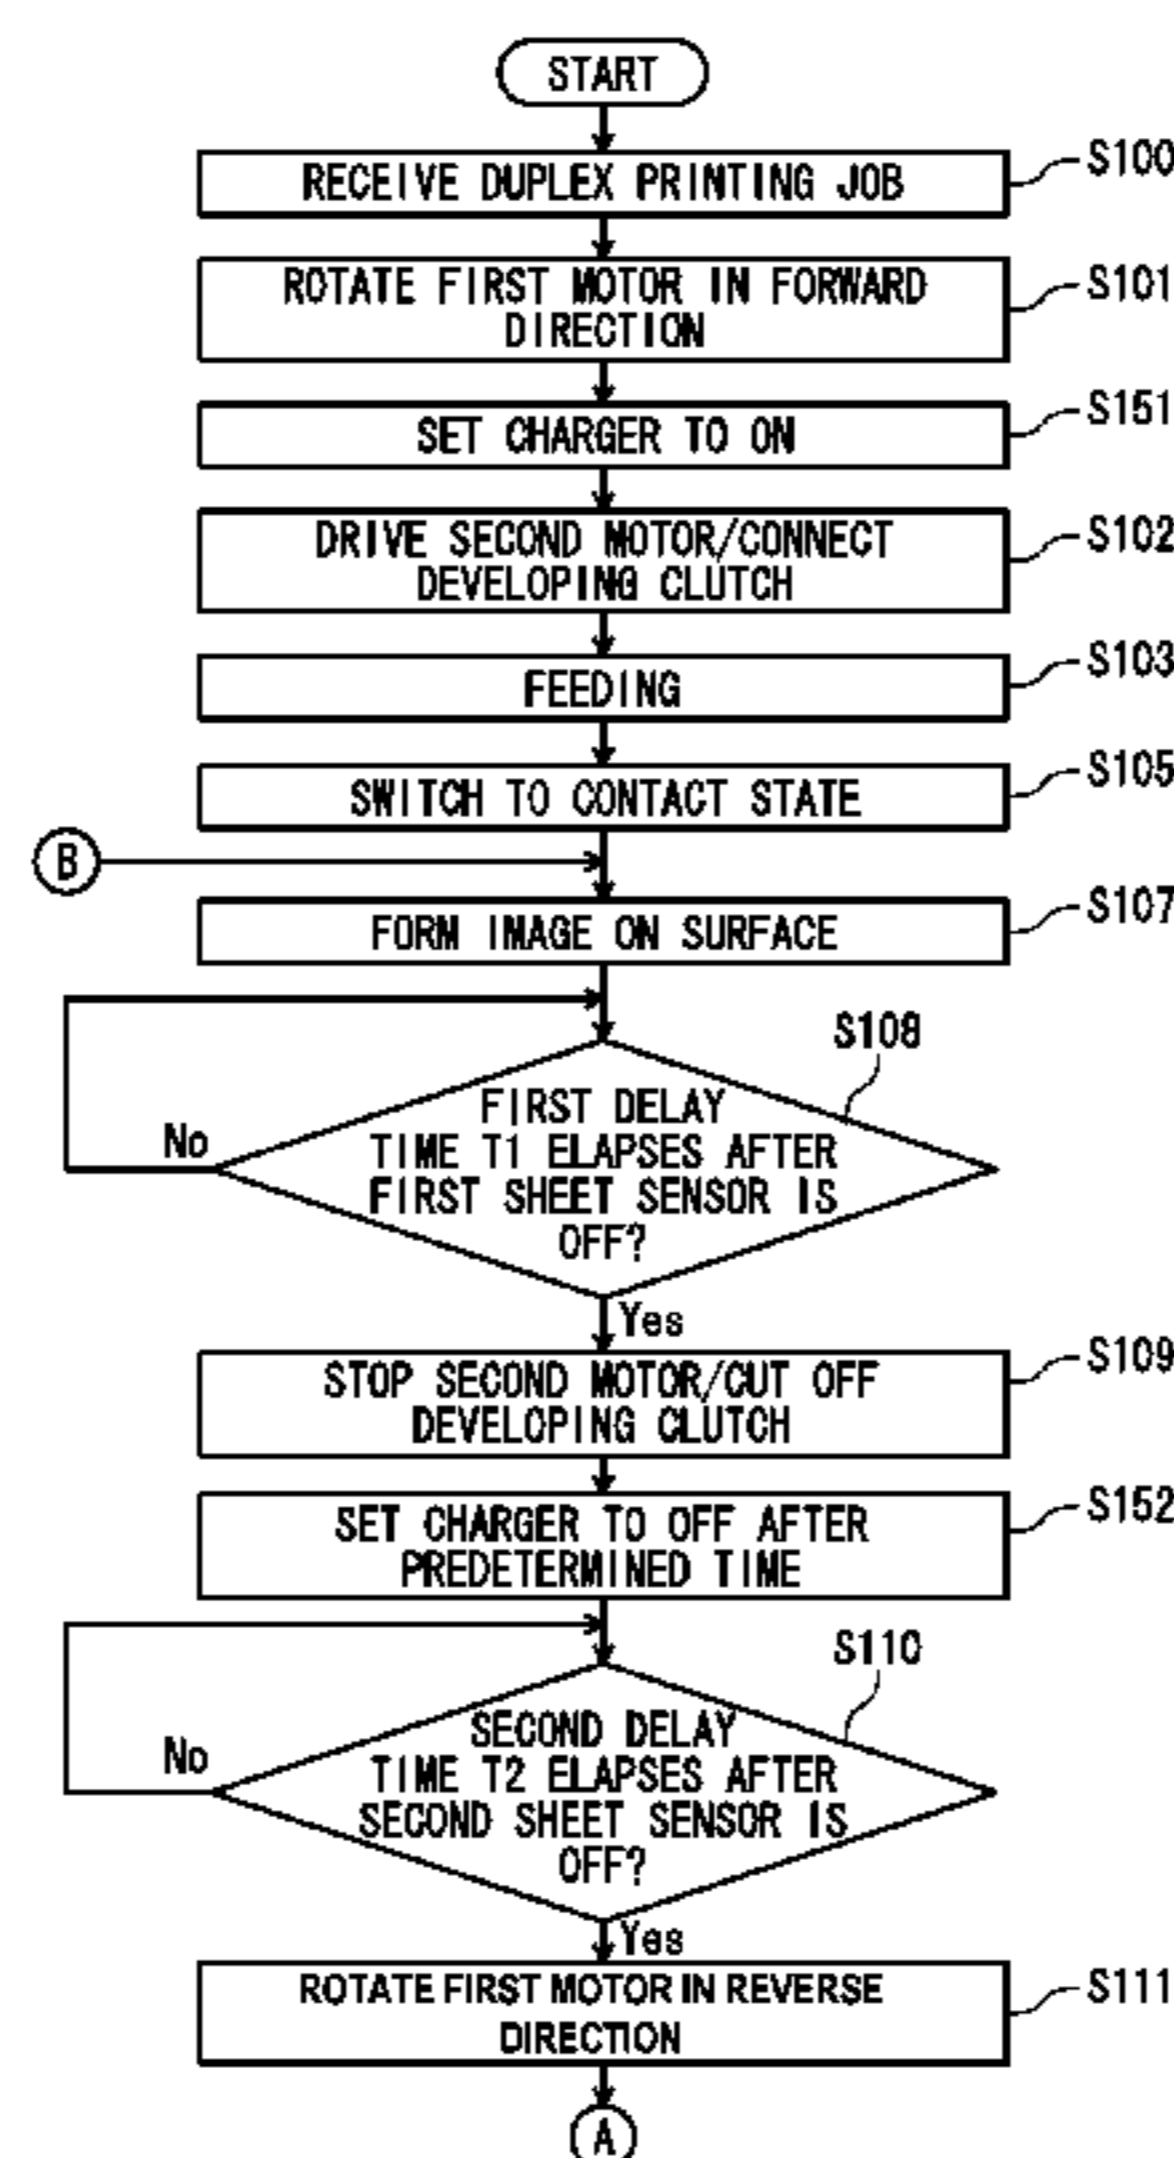 START
RECEIVE DUPLEX PRINTING JOB
S100
ROTATE FIRST MOTOR IN FORWARD
DIRECTION
S101
SET CHARGER TO ON
S151
DRIVE SECOND MOTOR/CONNECT
DEVELOPING CLUTCH
S102
FEEDING
S103
SWITCH TO CONTACT STATE
S105
B
FORM IMAGE ON SURFACE
S107
S108
FIRST DELAY
TIME T1 ELAPSES AFTER
FIRST SHEET SENSOR IS
OFF?
No
Yes
STOP SECOND MOTOR/CUT OFF
DEVELOPING CLUTCH
S109
SET CHARGER TO OFF AFTER
PREDETERMINED TIME
S152
S110
SECOND DELAY
TIME T2 ELAPSES AFTER
SECOND SHEET SENSOR IS
OFF?
No
Yes
ROTATE FIRST MOTOR IN REVERSE
DIRECTION
S111
A